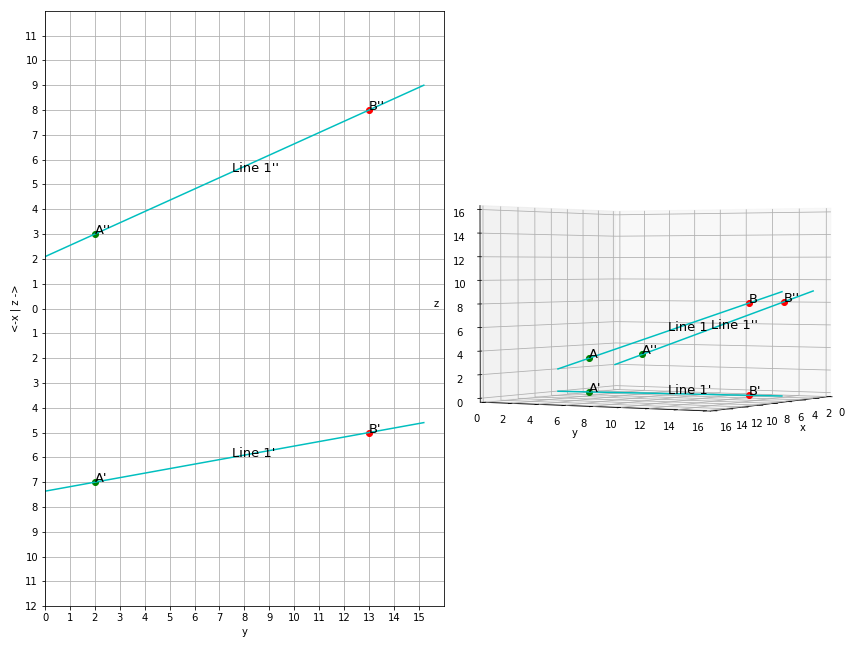 11
10
9
8
7
6
5
4
3
2
1
0
1
2
3
4
5
6
7
8
9
10
11
12
<-x | z ->
B''
Line 1''
A''
z
B'
Line 1'
A'
0 1 2 3 4 5 6 7 8 9 10 11 12 13 14 15
y
16
14
12
10
8
6
4
2
0
B B''
Line 1 Line 1''
A A''
A' Line 1' B'
0 2 4 6 8 10 12 14 16
y
16 14 12 10 8 6 4 2 0
x